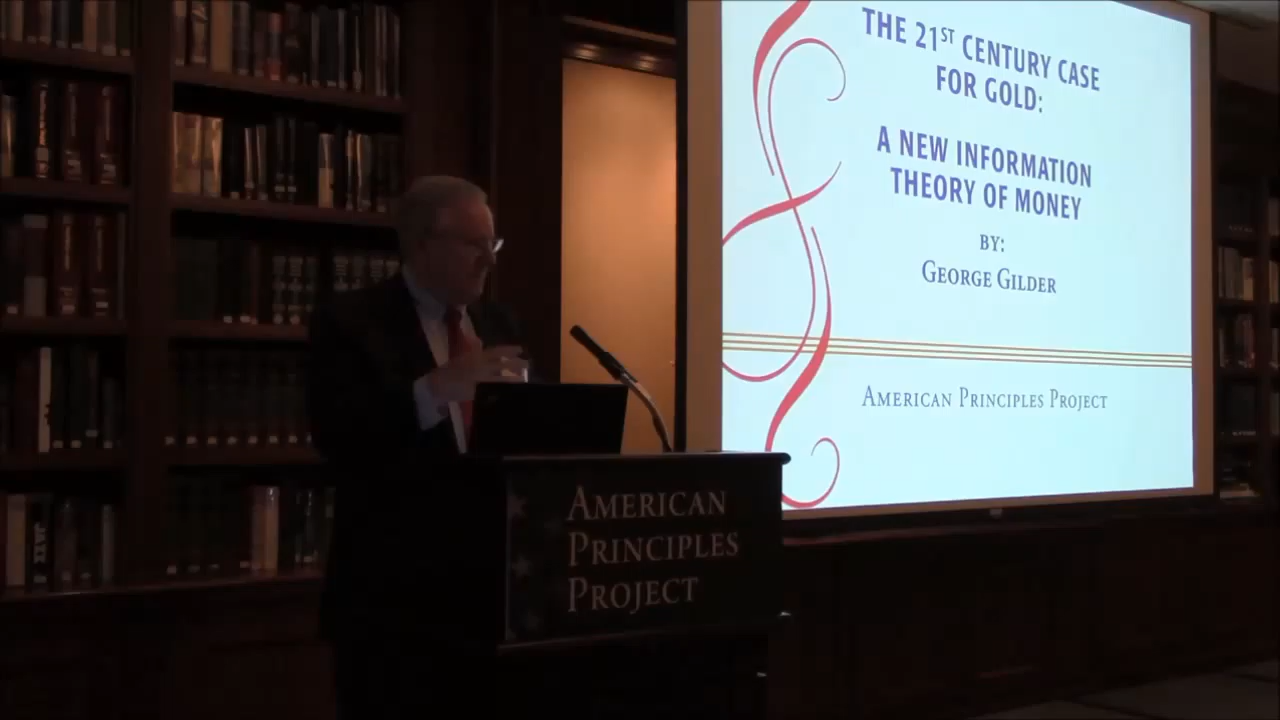 THE 21ST CENTURY CASE
FOR GOLD:
A NEW INFORMATION
THEORY OF MONEY
BY:
GEORGE GILDER
AMERICAN PRINCIPLES PROJECT
AMERICAN
PRINCIPLES
PROJECT